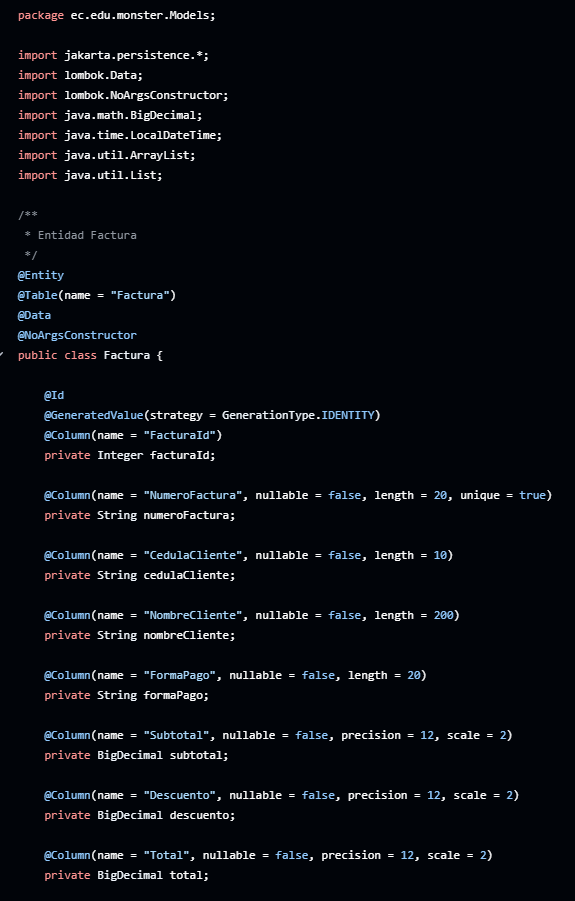 package ec.edu.monster.Models;
import jakarta.persistence.*;
import lombok.Data;
import lombok.NoArgsConstructor;
import java.math.BigDecimal;
import java.time.LocalDateTime;
import java.util.ArrayList;
import java.util.List;
/**
 * Entidad Factura
 */
@Entity
@Table(name = "Factura")
@Data
@NoArgsConstructor
public class Factura {
    @Id
    @GeneratedValue(strategy = GenerationType.IDENTITY)
    @Column(name = "FacturaId")
    private Integer facturaId;
    @Column(name = "NumeroFactura", nullable = false, length = 20, unique = true)
    private String numeroFactura;
    @Column(name = "CedulaCliente", nullable = false, length = 10)
    private String cedulaCliente;
    @Column(name = "NombreCliente", nullable = false, length = 200)
    private String nombreCliente;
    @Column(name = "FormaPago", nullable = false, length = 20)
    private String formaPago;
    @Column(name = "Subtotal", nullable = false, precision = 12, scale = 2)
    private BigDecimal subtotal;
    @Column(name = "Descuento", nullable = false, precision = 12, scale = 2)
    private BigDecimal descuento;
    @Column(name = "Total", nullable = false, precision = 12, scale = 2)
    private BigDecimal total;